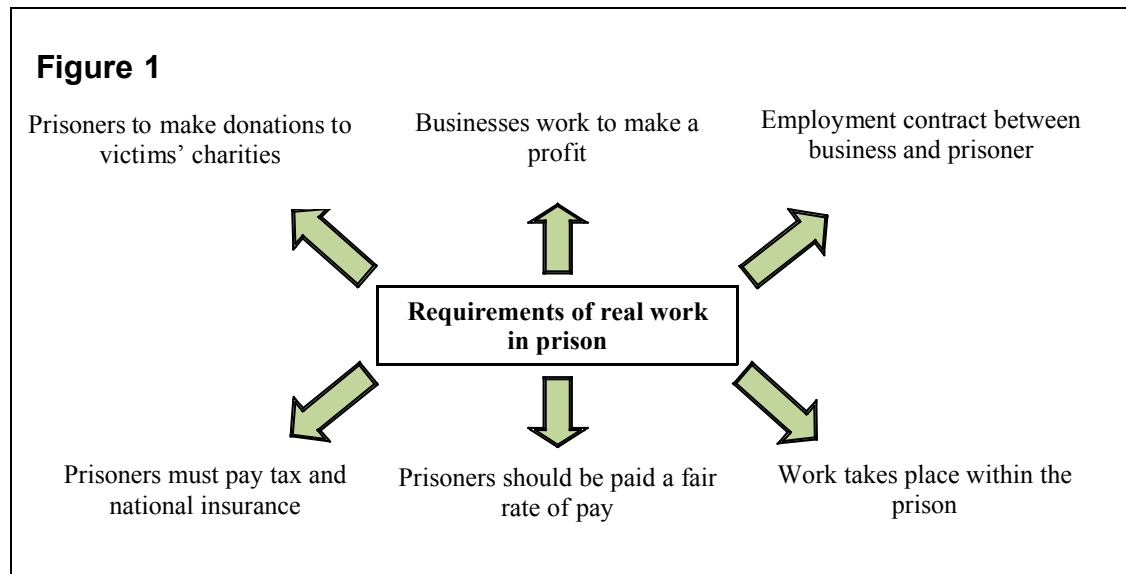 Figure 1
Prisoners to make donations to
victims’ charities
Businesses work to make a
profit
Employment contract between
business and prisoner
Requirements of real work
in prison
Prisoners must pay tax and
national insurance
Prisoners should be paid a fair
rate of pay
Work takes place within the
prison